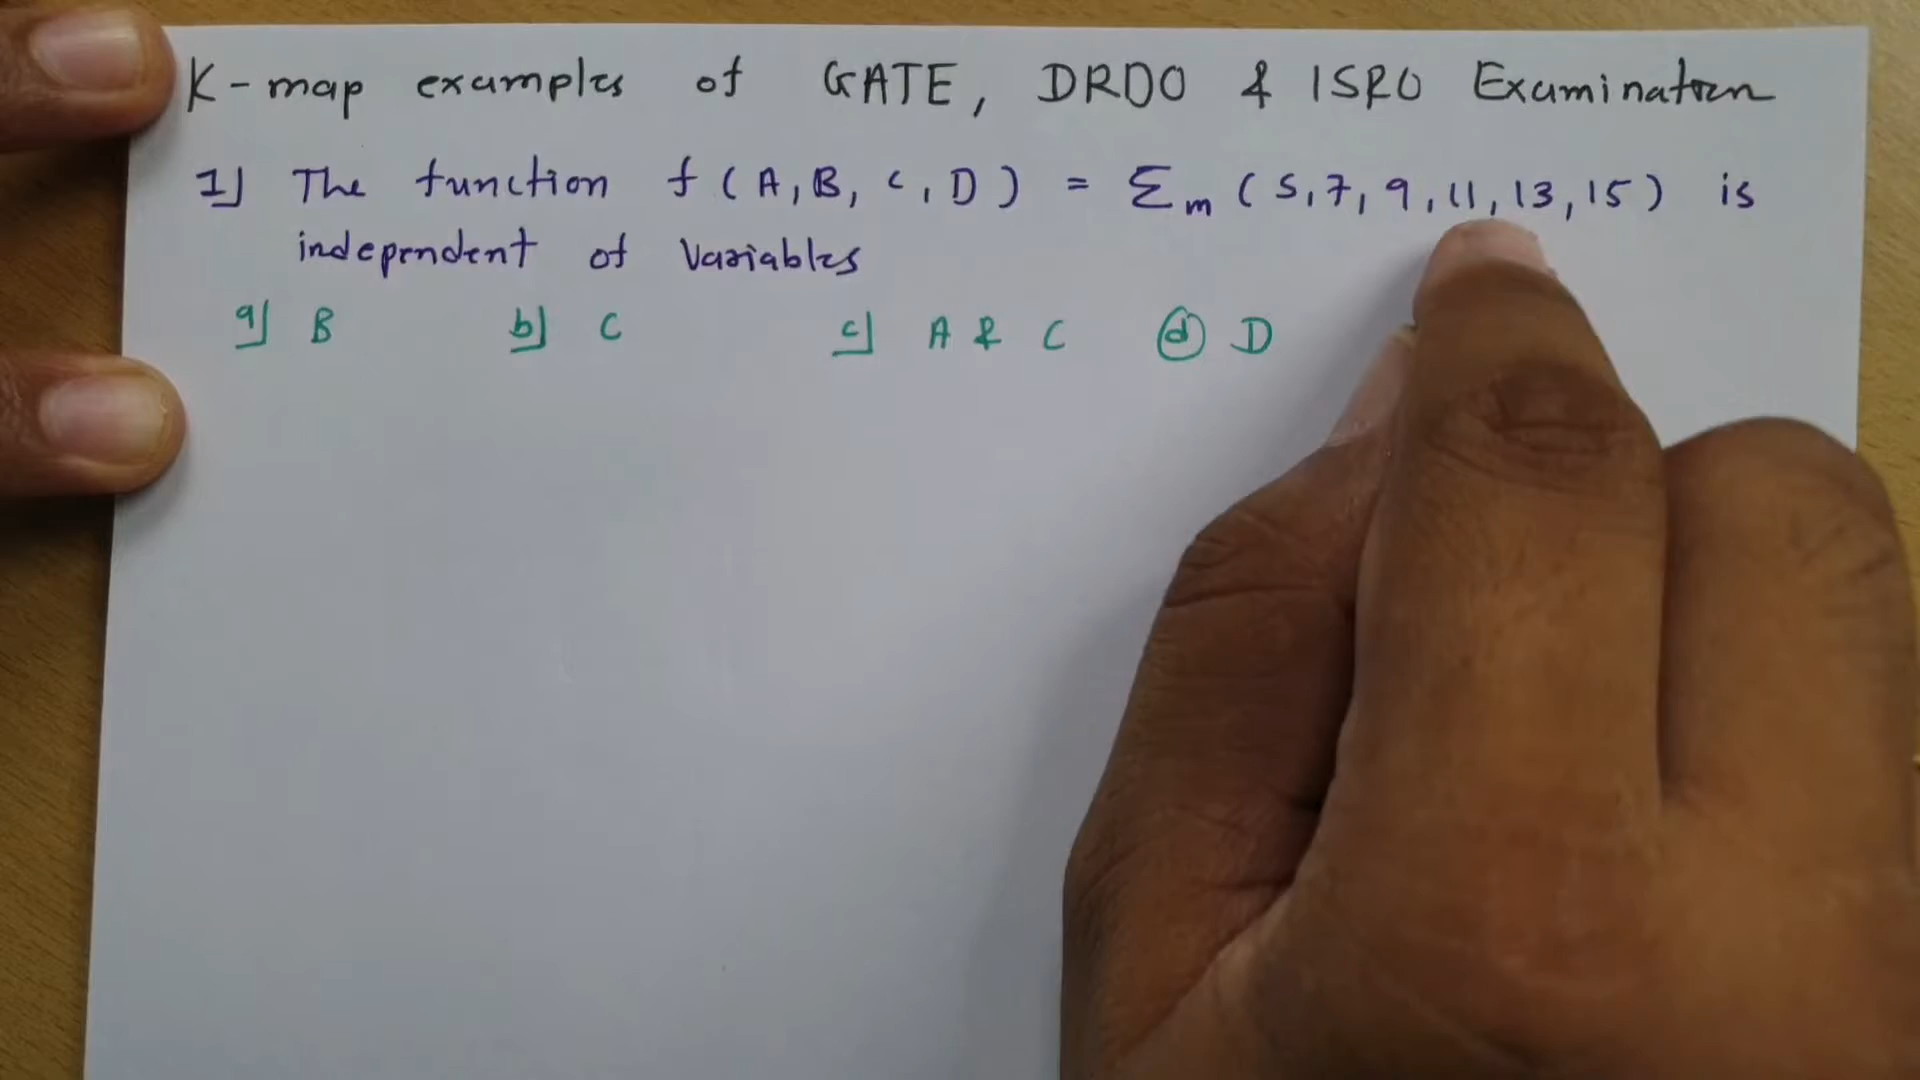 K-map examples of GATE, DRDO & ISRO Examination
1] The function f(A, B, C, D) = Σm (5, 7, 9, 11, 13, 15) is
independent of variables
a] B b] C c] A & C d D